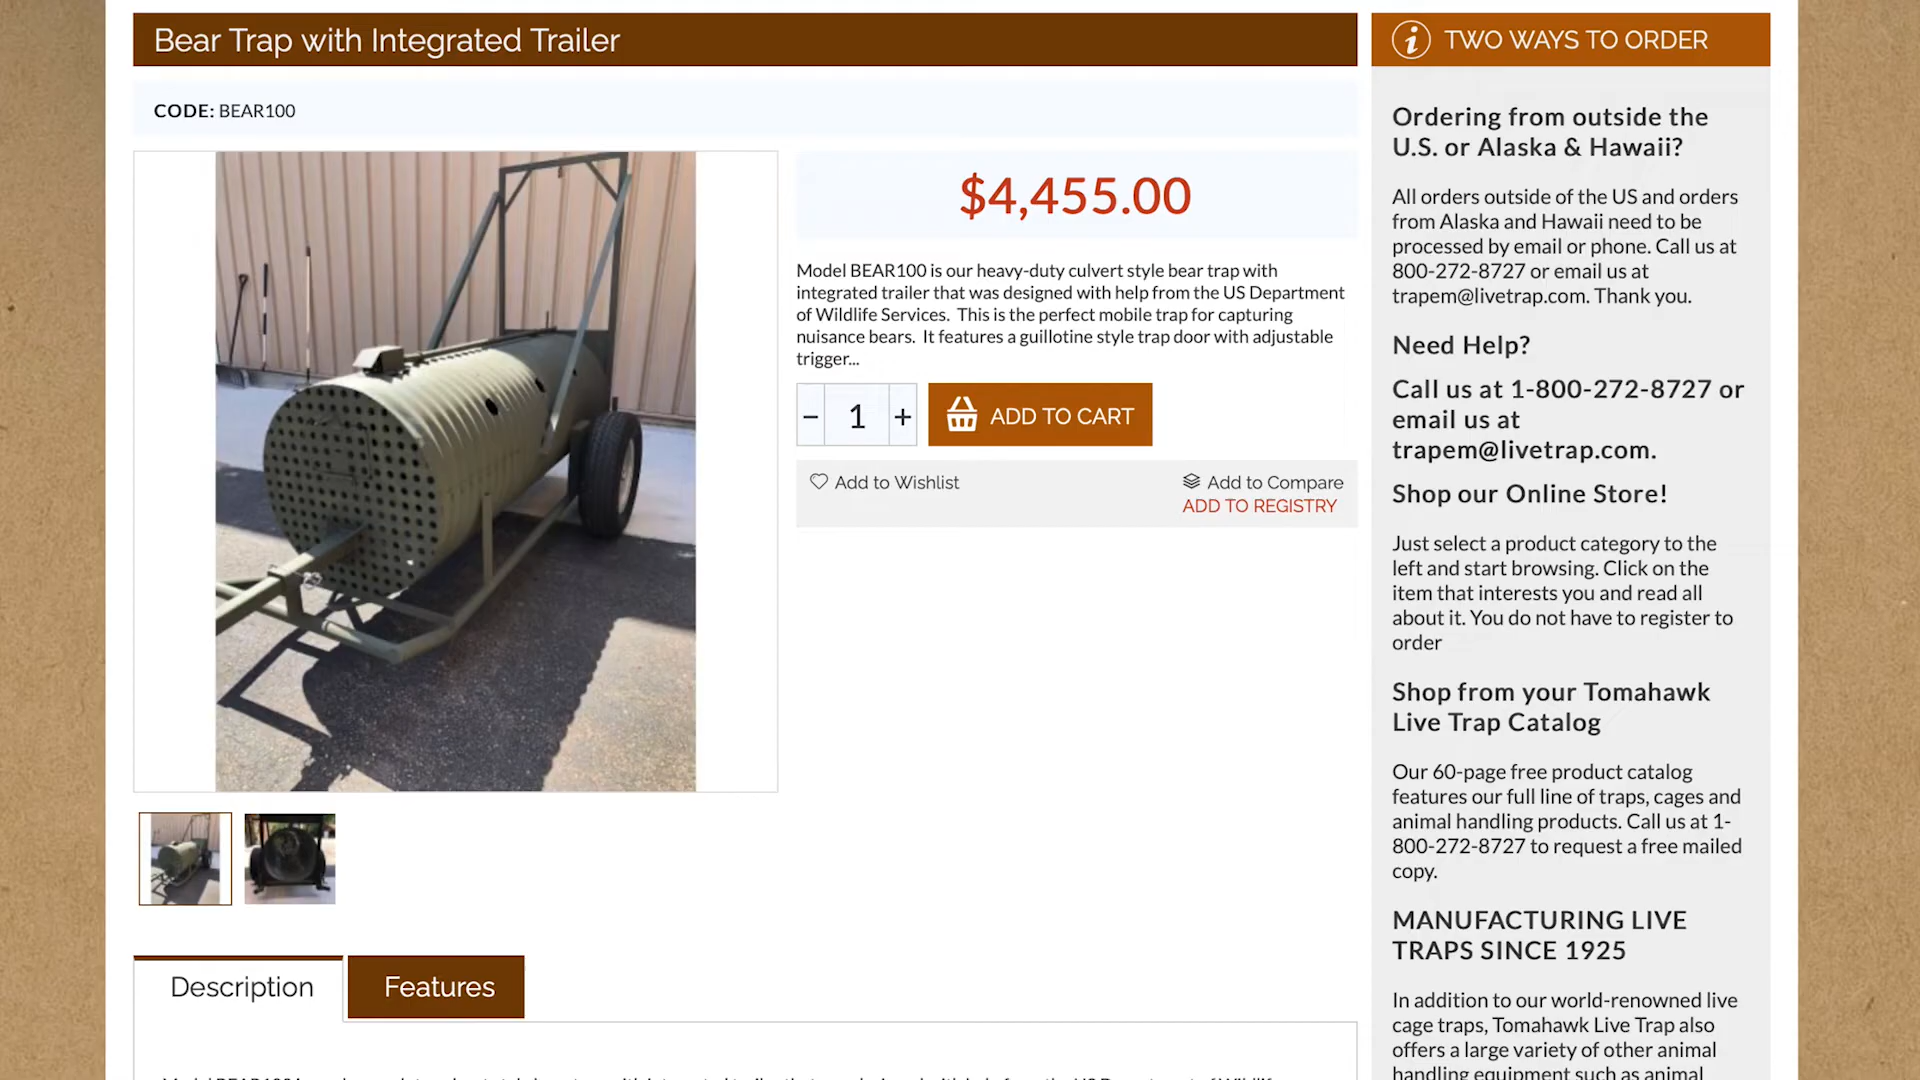 Bear Trap with Integrated Trailer
CODE: BEAR100
$4,455.00
Model BEAR100 is our heavy-duty culvert style bear trap with
integrated trailer that was designed with help from the US Department
of Wildlife Services. This is the perfect mobile trap for capturing
nuisance bears. It features a guillotine style trap door with adjustable
trigger...
− 1 + ADD TO CART
Add to Wishlist
Add to Compare
ADD TO REGISTRY
Description
Features
TWO WAYS TO ORDER
Ordering from outside the
U.S. or Alaska & Hawaii?
All orders outside of the US and orders
from Alaska and Hawaii need to be
processed by email or phone. Call us at
800-272-8727 or email us at
trapem@livetrap.com. Thank you.
Need Help?
Call us at 1-800-272-8727 or
email us at
trapem@livetrap.com.
Shop our Online Store!
Just select a product category to the
left and start browsing. Click on the
item that interests you and read all
about it. You do not have to register to
order
Shop from your Tomahawk
Live Trap Catalog
Our 60-page free product catalog
features our full line of traps, cages and
animal handling products. Call us at 1-
800-272-8727 to request a free mailed
copy.
MANUFACTURING LIVE
TRAPS SINCE 1925
In addition to our world-renowned live
cage traps, Tomahawk Live Trap also
offers a large variety of other animal
handling equipment such as animal